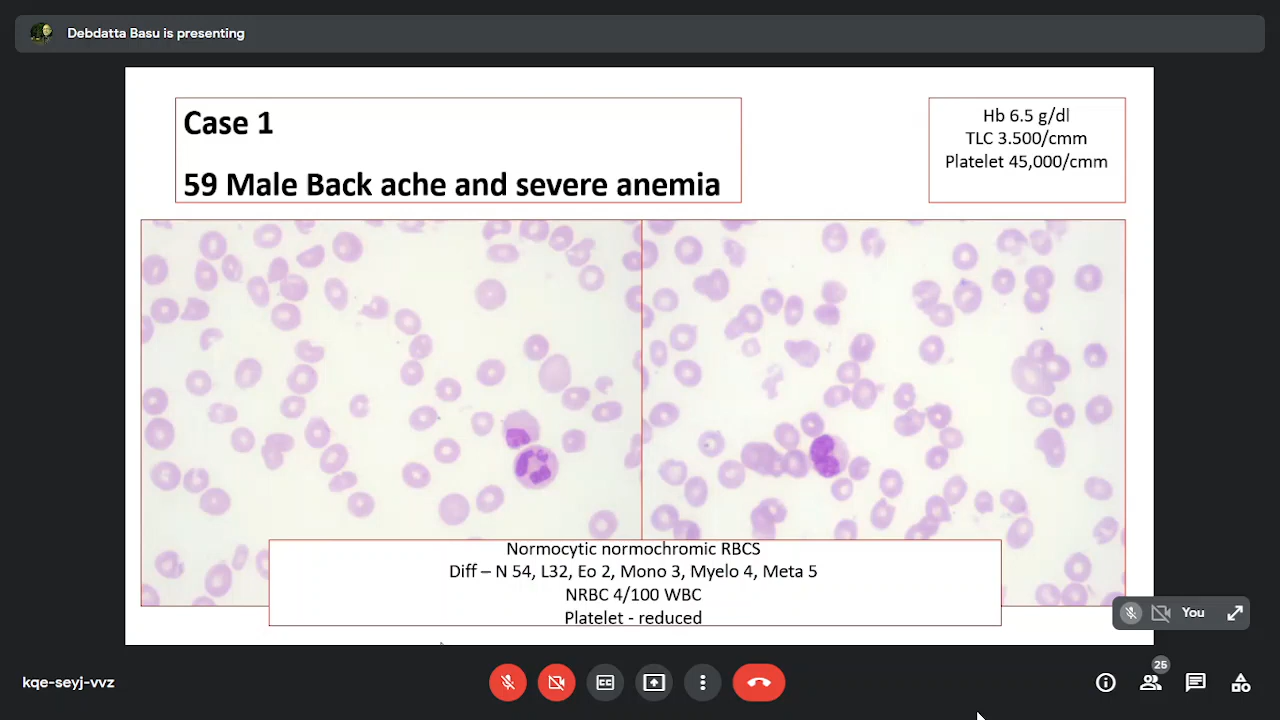 Debdatta Basu is presenting
Case 1
59 Male Back ache and severe anemia
Hb 6.5 g/dl
TLC 3.500/cmm
Platelet 45,000/cmm
Normocytic normochromic RBCS
Diff – N 54, L32, Eo 2, Mono 3, Myelo 4, Meta 5
NRBC 4/100 WBC
Platelet - reduced
You
kqe-seyj-vvz
CC
25